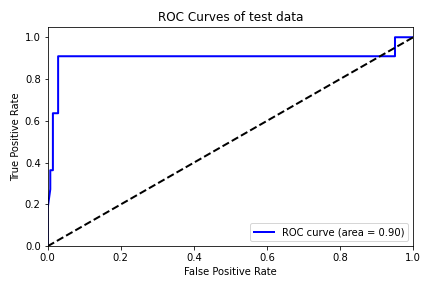 ROC Curves of test data
True Positive Rate
1.0
0.8
0.6
0.4
0.2
0.0
0.0 0.2 0.4 0.6 0.8 1.0
False Positive Rate
ROC curve (area = 0.90)